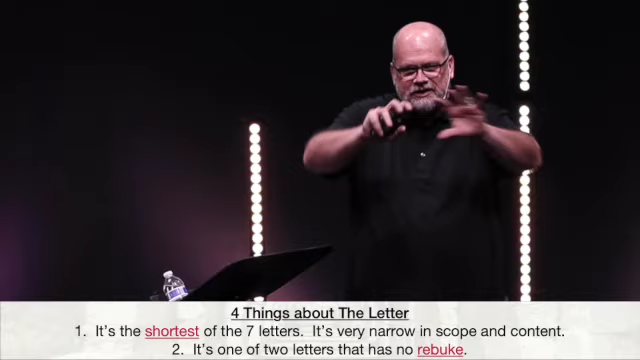 4 Things about The Letter
1. It's the shortest of the 7 letters. It's very narrow in scope and content.
2. It's one of two letters that has no rebuke.